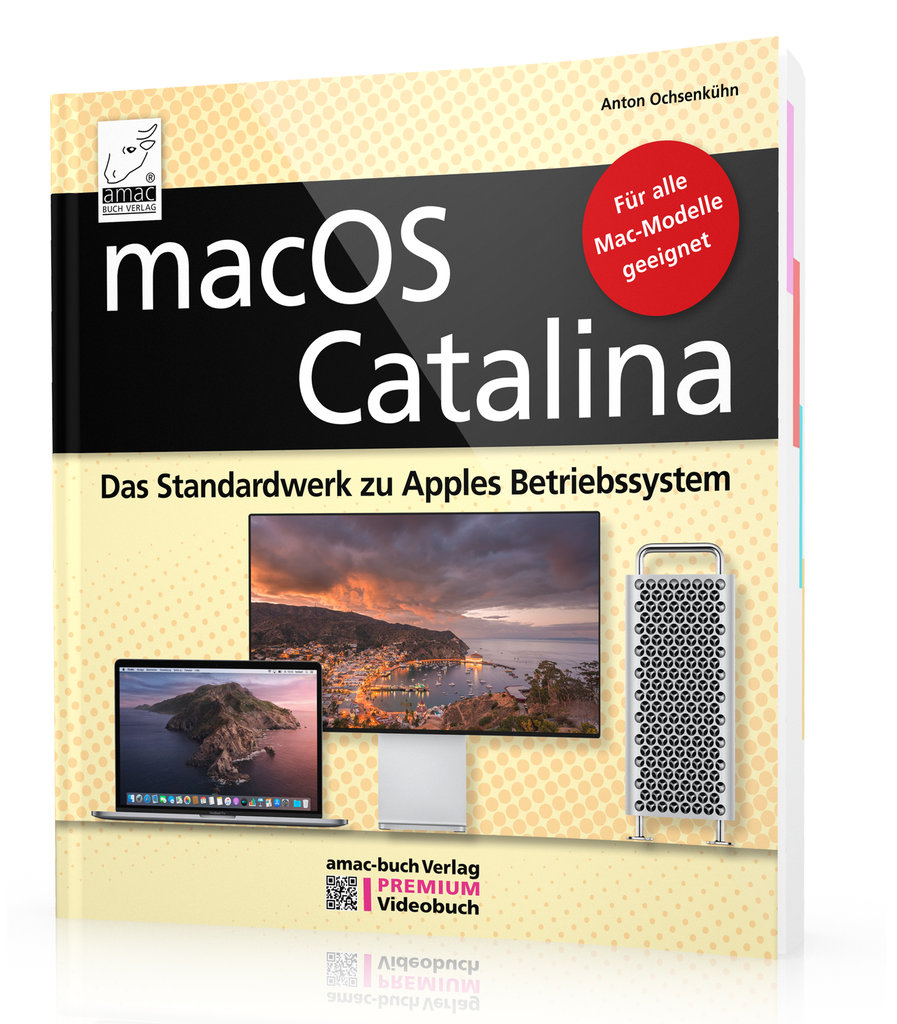 Anton Ochsenkühn
®
amac
BUCH VERLAG
Für alle
Mac-Modelle
geeignet
macOS
Catalina
Das Standardwerk zu Apples Betriebssystem
amac-buch Verlag
PREMIUM
Videobuch